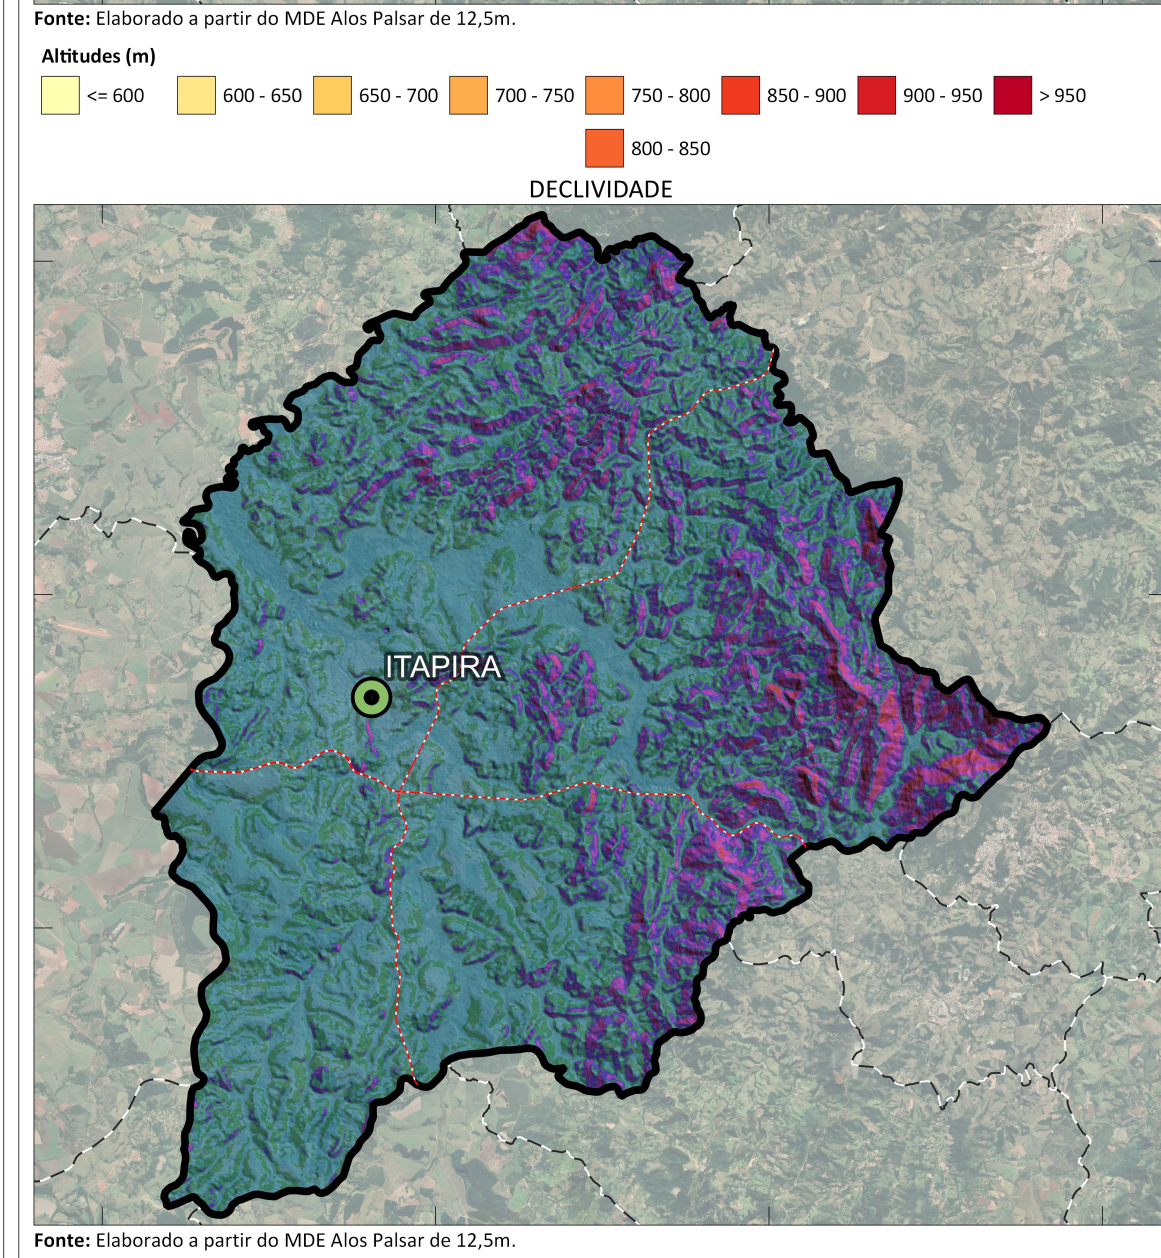 Fonte: Elaborado a partir do MDE Alos Palsar de 12,5m.
Altitudes (m)
<= 600
600 - 650
650 - 700
700 - 750
750 - 800
850 - 900
900 - 950
> 950
800 - 850
DECLIVIDADE
ITAPIRA
Fonte: Elaborado a partir do MDE Alos Palsar de 12,5m.